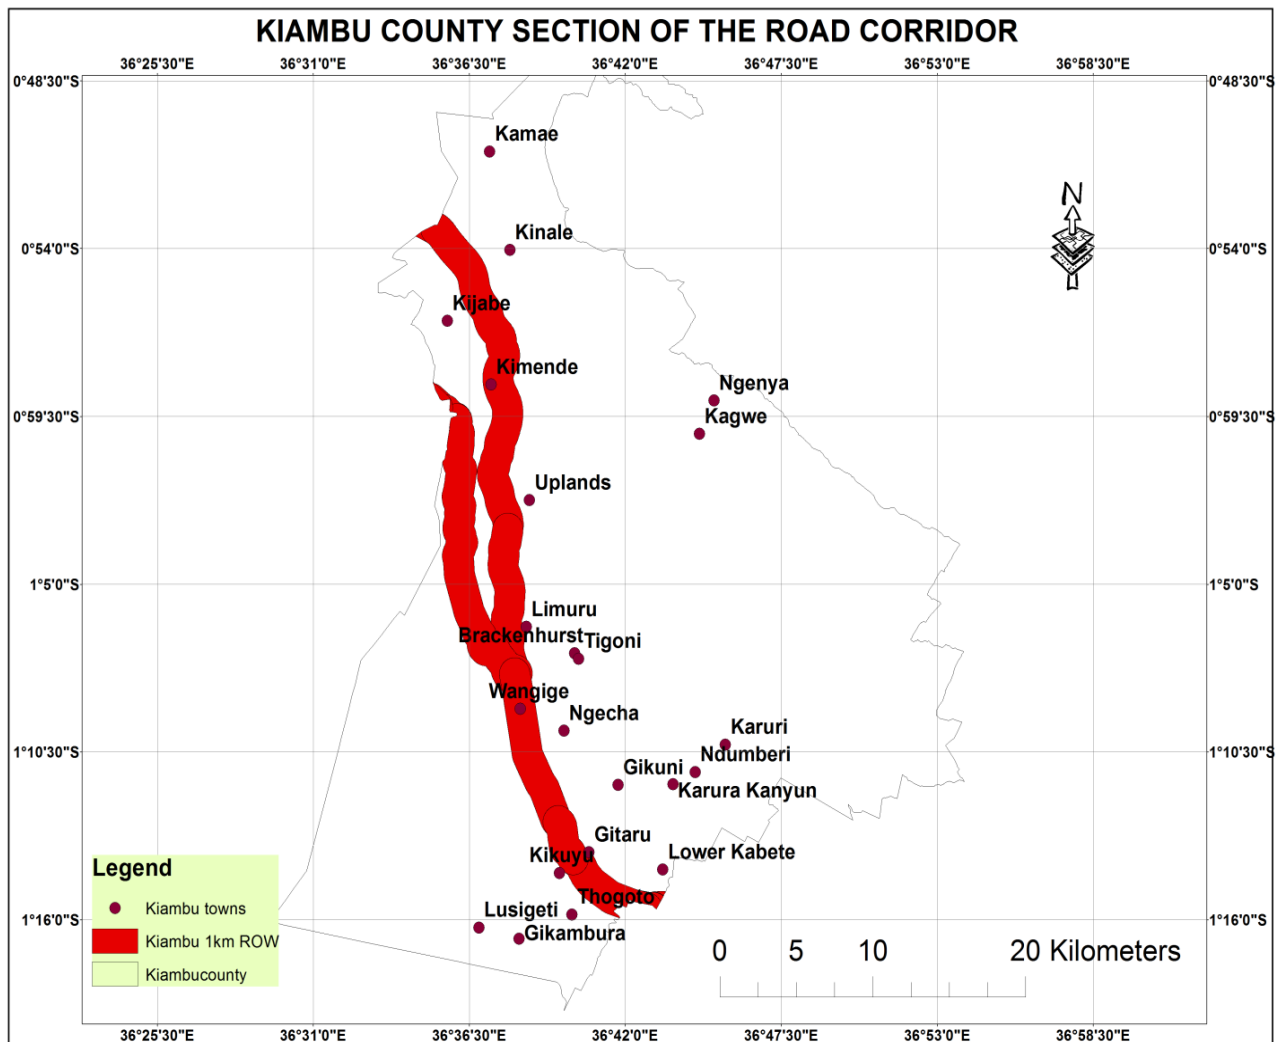 KIAMBU COUNTY SECTION OF THE ROAD CORRIDOR
36°25'30"E 36°31'0"E 36°36'30"E 36°42'0"E 36°47'30"E 36°53'0"E 36°58'30"E
0°48'30"S 0°48'30"S
Kamae
N
Kinale
0°54'0"S 0°54'0"S
Kijabe
Kimende
Ngenya
Kagwe
0°59'30"S 0°59'30"S
Uplands
1°5'0"S 1°5'0"S
Limuru
Brackenhurst Tigoni
Wangige
Ngecha
Karuri
1°10'30"S 1°10'30"S
Ndumberi
Gikuni
Karura Kanyun
Gitaru
Kikuyu Lower Kabete
Legend
Thogoto
Kiambu towns Lusigeti
1°16'0"S 1°16'0"S
Gikambura
Kiambu 1km ROW
0 5 10 20 Kilometers
Kiambucounty
36°25'30"E 36°31'0"E 36°36'30"E 36°42'0"E 36°47'30"E 36°53'0"E 36°58'30"E